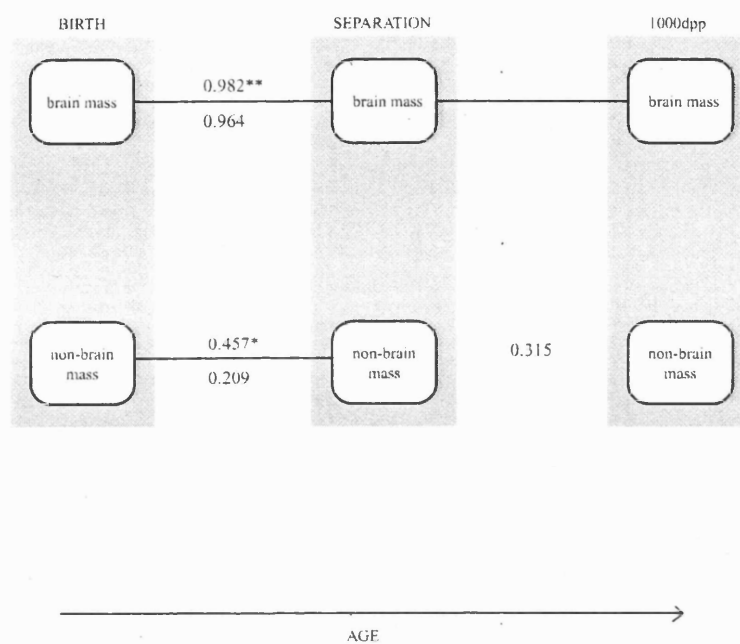 BIRTH SEPARATION 1000dpp
brain mass 0.982** brain mass brain mass
0.964
non-brain mass 0.457* non-brain mass 0.315 non-brain mass
0.209
AGE